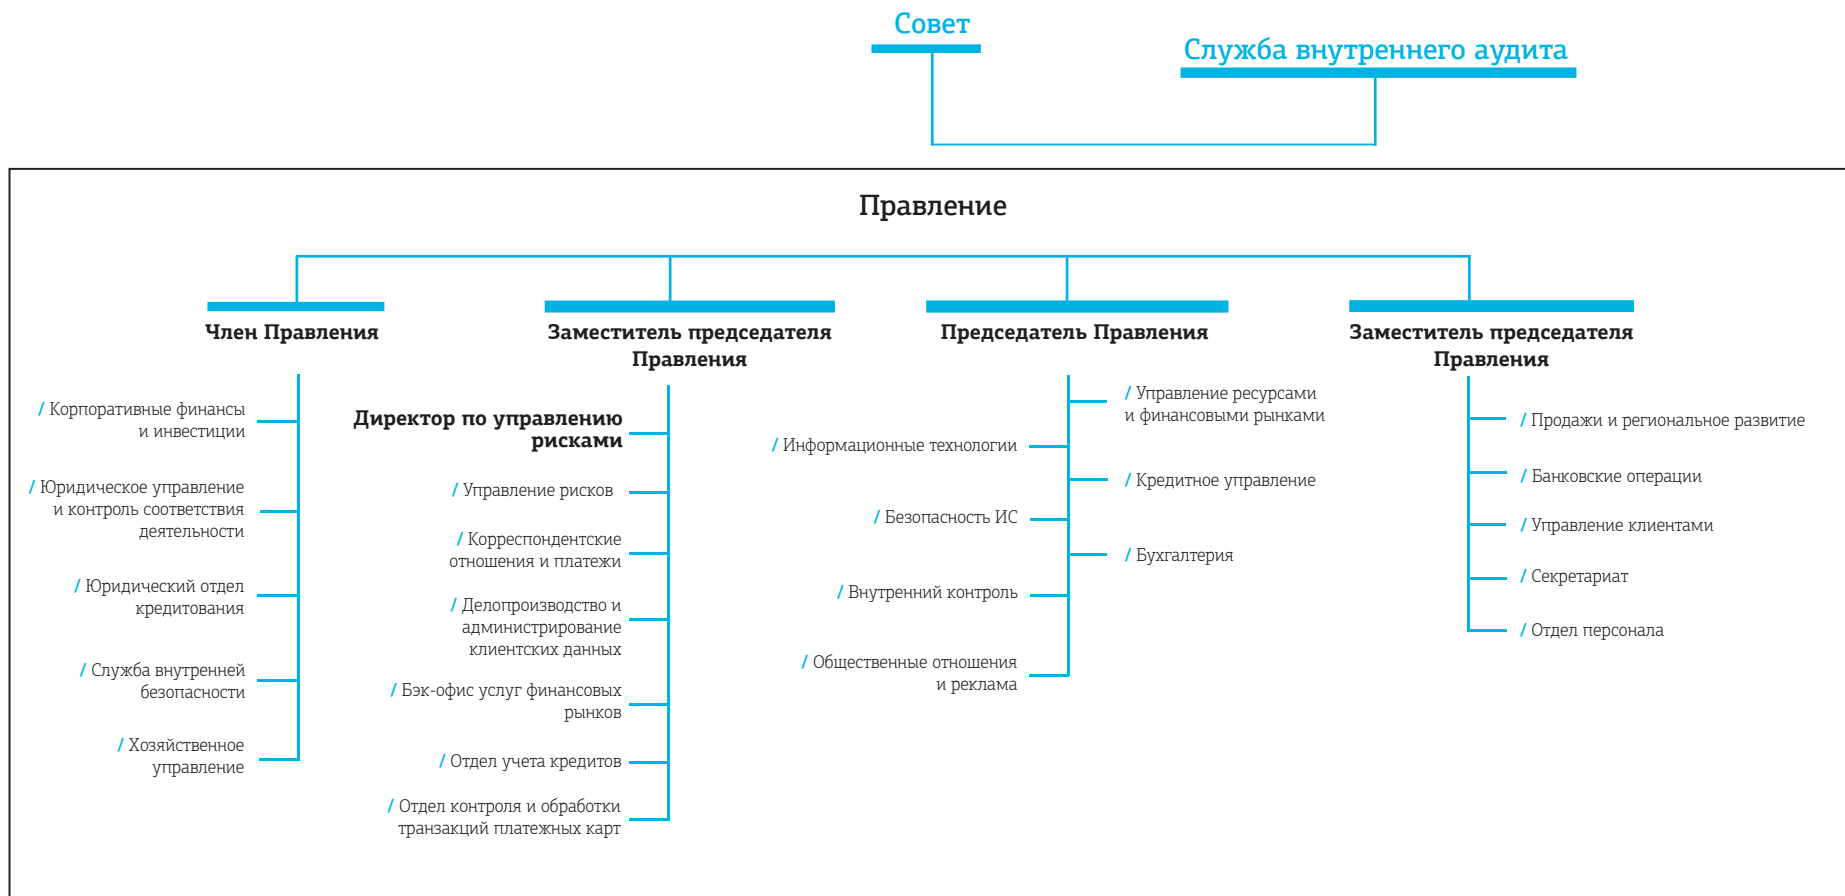 Совет
Служба внутреннего аудита
Правление
Член Правления
/ Корпоративные финансы
и инвестиции
/ Юридическое управление
и контроль соответствия
деятельности
/ Юридический отдел
кредитования
/ Служба внутренней
безопасности
/ Хозяйственное
управление
Заместитель председателя
Правления
Директор по управлению
рисками
/ Управление рисков
/ Корреспондентские
отношения и платежи
/ Делопроизводство и
администрирование
клиентских данных
/ Бэк-офис услуг финансовых
рынков
/ Отдел учета кредитов
/ Отдел контроля и обработки
транзакций платежных карт
Председатель Правления
/ Информационные технологии
/ Безопасность ИС
/ Внутренний контроль
/ Общественные отношения
и реклама
/ Управление ресурсами
и финансовыми рынками
/ Кредитное управление
/ Бухгалтерия
Заместитель председателя
Правления
/ Продажи и региональное развитие
/ Банковские операции
/ Управление клиентами
/ Секретариат
/ Отдел персонала